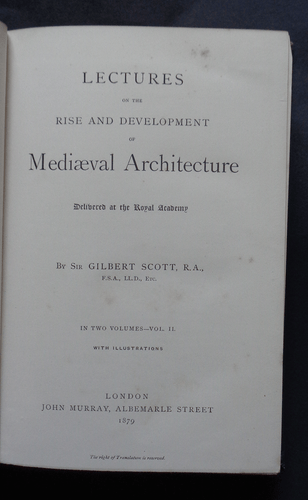 LECTURES
ON THE
RISE AND DEVELOPMENT
OF
Mediæval Architecture
Delivered at the Royal Academy
BY SIR GILBERT SCOTT, R.A.,
F.S.A., LL.D., ETC.
IN TWO VOLUMES.—VOL. II.
WITH ILLUSTRATIONS
LONDON
JOHN MURRAY, ALBEMARLE STREET
1879
The Right of Translation is reserved